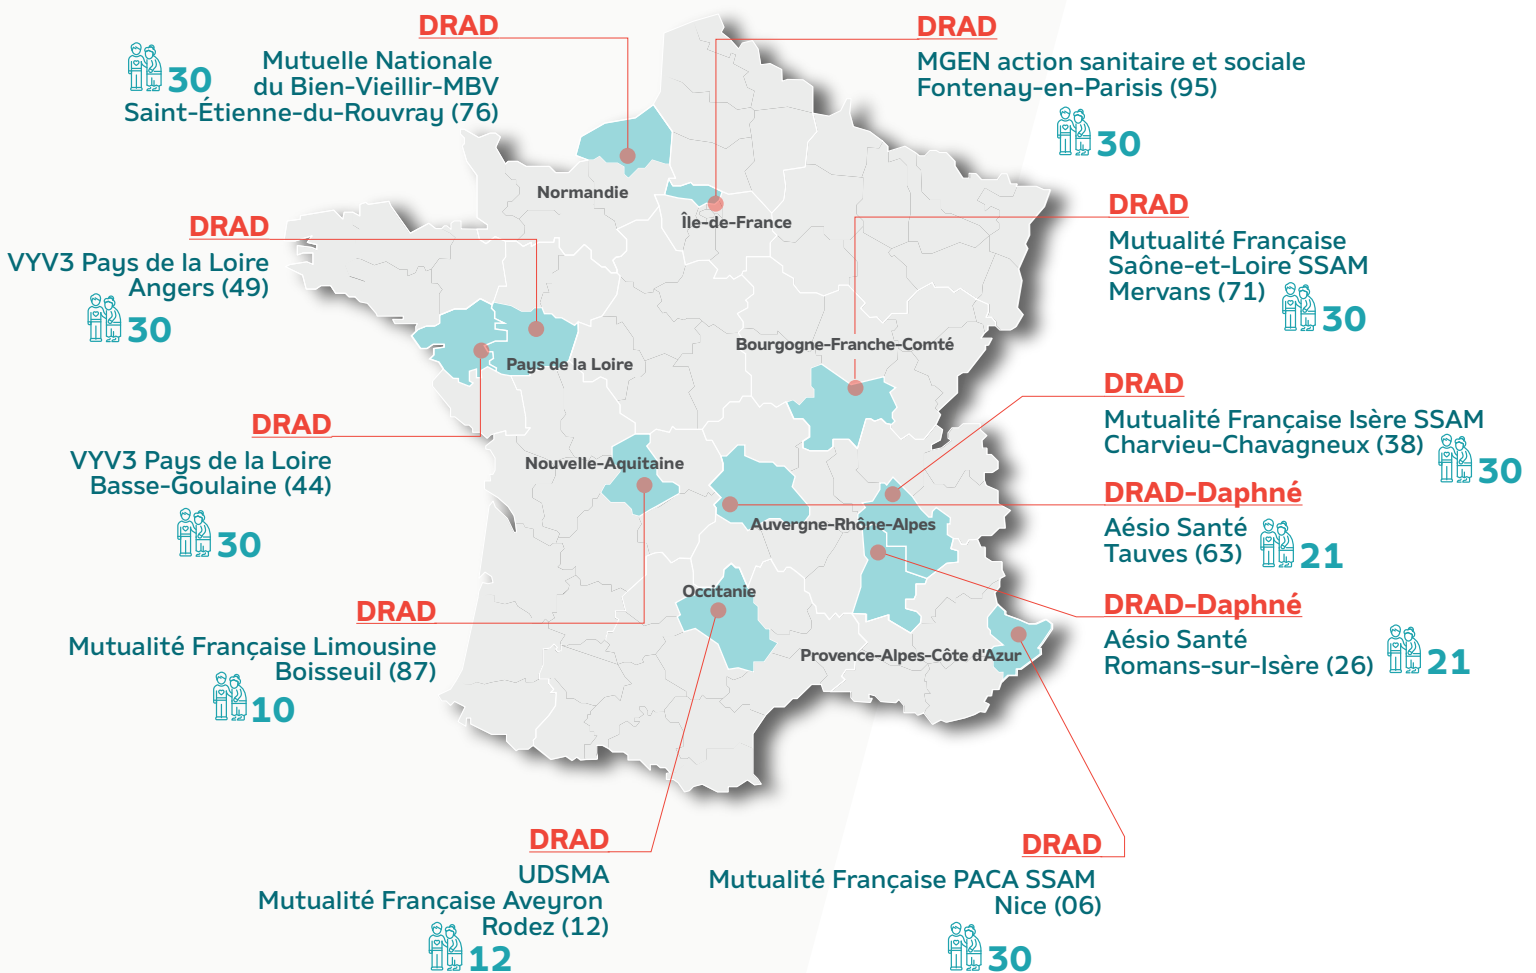 DRAD
Mutuelle Nationale
du Bien-Vieillir-MBV
Saint-Étienne-du-Rouvray (76)
30
DRAD
MGEN action sanitaire et sociale
Fontenay-en-Parisis (95)
30
DRAD
VYV3 Pays de la Loire
Angers (49)
30
DRAD
Mutualité Française
Saône-et-Loire SSAM
Mervans (71)
30
DRAD
VYV3 Pays de la Loire
Basse-Goulaine (44)
30
DRAD
Mutualité Française Isère SSAM
Charvieu-Chavagneux (38)
30
DRAD-Daphné
Aésio Santé
Tauves (63)
21
DRAD-Daphné
Aésio Santé
Romans-sur-Isère (26)
21
DRAD
Mutualité Française Limousine
Boisseuil (87)
10
DRAD
UDSMA
Mutualité Française Aveyron
Rodez (12)
12
DRAD
Mutualité Française PACA SSAM
Nice (06)
30
Normandie
Île-de-France
Pays de la Loire
Bourgogne-Franche-Comté
Nouvelle-Aquitaine
Auvergne-Rhône-Alpes
Occitanie
Provence-Alpes-Côte d'Azur